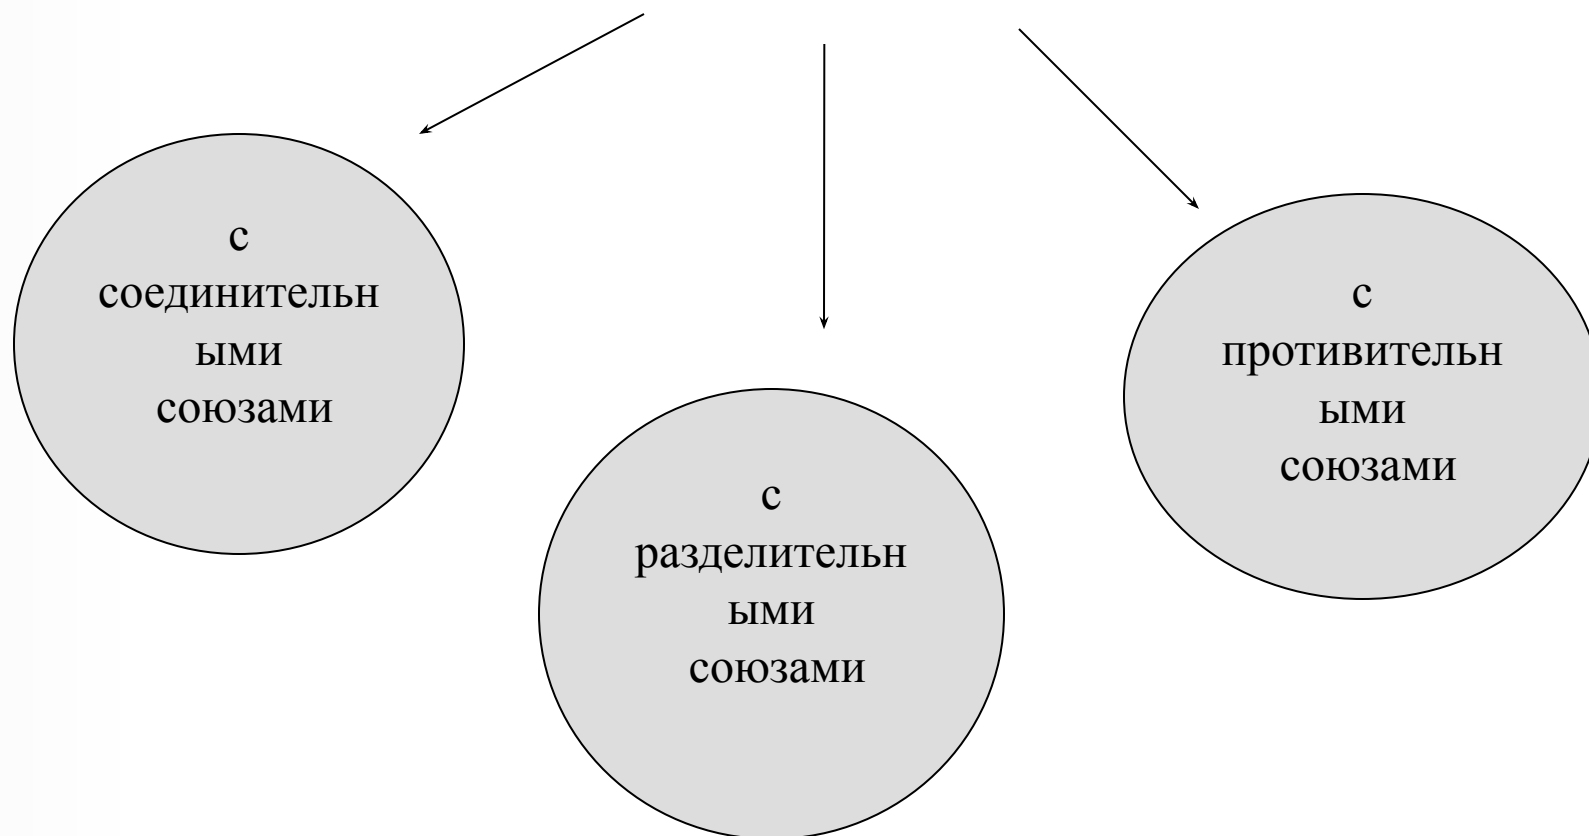 с
соединительн
ыми
союзами
с
разделительн
ыми
союзами
с
противительн
ыми
союзами